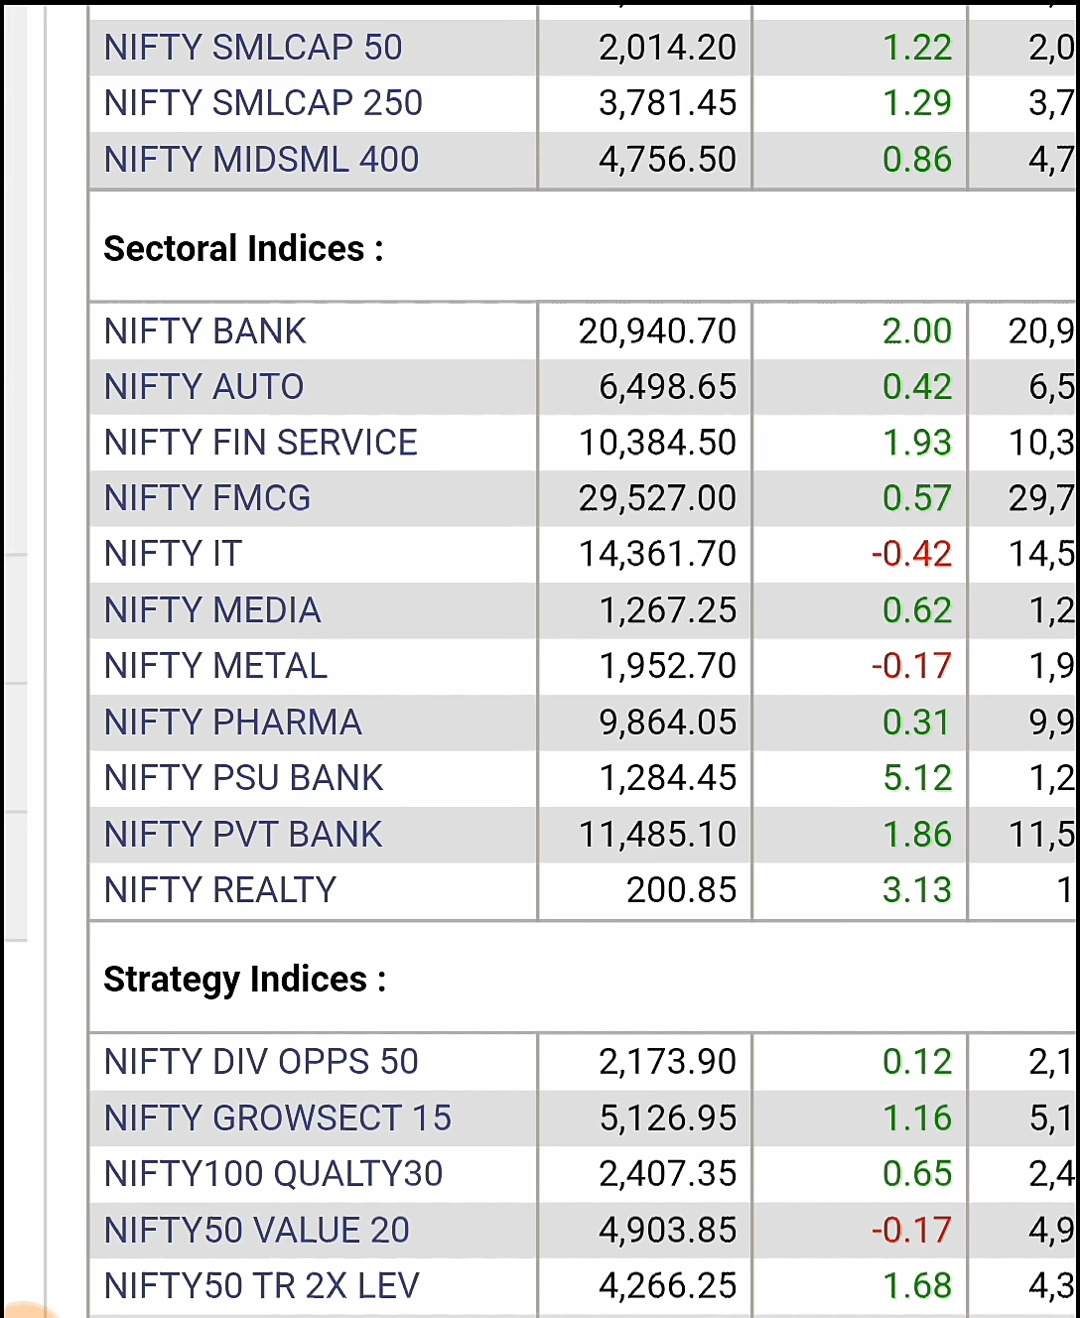 NIFTY SMLCAP 50 2,014.20 1.22 2,0
NIFTY SMLCAP 250 3,781.45 1.29 3,7
NIFTY MIDSML 400 4,756.50 0.86 4,7
Sectoral Indices :
NIFTY BANK 20,940.70 2.00 20,9
NIFTY AUTO 6,498.65 0.42 6,5
NIFTY FIN SERVICE 10,384.50 1.93 10,3
NIFTY FMCG 29,527.00 0.57 29,7
NIFTY IT 14,361.70 -0.42 14,5
NIFTY MEDIA 1,267.25 0.62 1,2
NIFTY METAL 1,952.70 -0.17 1,9
NIFTY PHARMA 9,864.05 0.31 9,9
NIFTY PSU BANK 1,284.45 5.12 1,2
NIFTY PVT BANK 11,485.10 1.86 11,5
NIFTY REALTY 200.85 3.13 1
Strategy Indices :
NIFTY DIV OPPS 50 2,173.90 0.12 2,1
NIFTY GROWSECT 15 5,126.95 1.16 5,1
NIFTY100 QUALTY30 2,407.35 0.65 2,4
NIFTY50 VALUE 20 4,903.85 -0.17 4,9
NIFTY50 TR 2X LEV 4,266.25 1.68 4,3